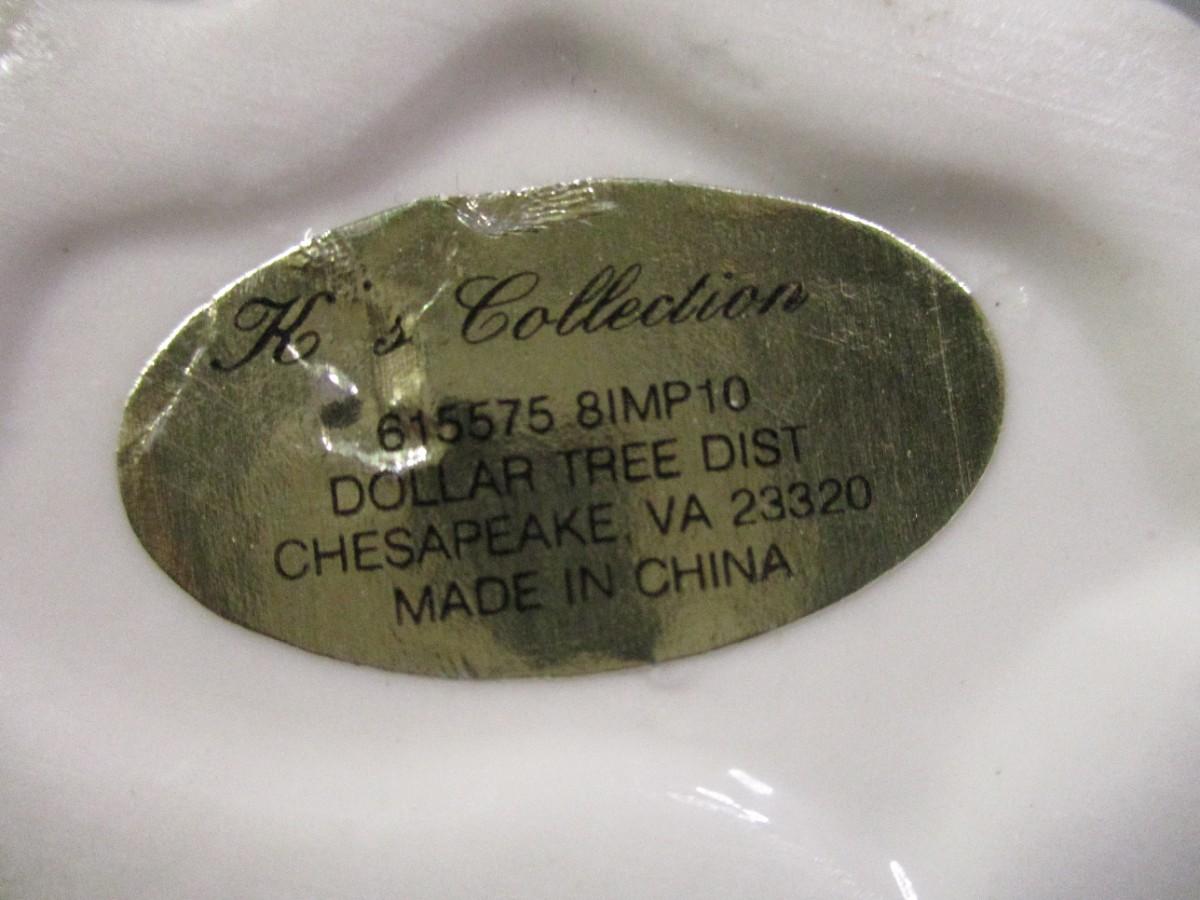 K's Collection
615575 8IMP10
DOLLAR TREE DIST
CHESAPEAKE, VA 23320
MADE IN CHINA